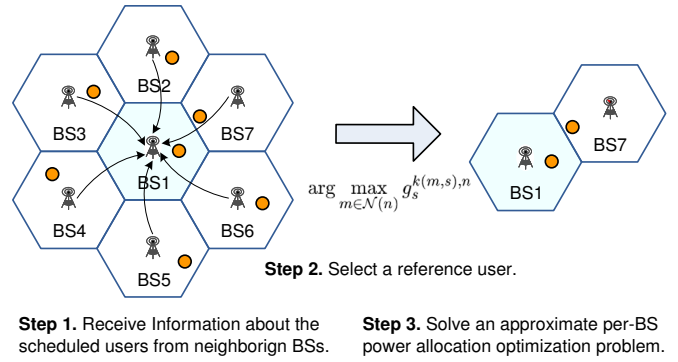 BS2
BS3
BS7
BS1
BS4
BS6
BS5
BS7
BS1
arg max g_s^{k(m,s),n}
m∈𝒩(n)
Step 2. Select a reference user.
Step 1. Receive Information about the
scheduled users from neighborign BSs.
Step 3. Solve an approximate per-BS
power allocation optimization problem.